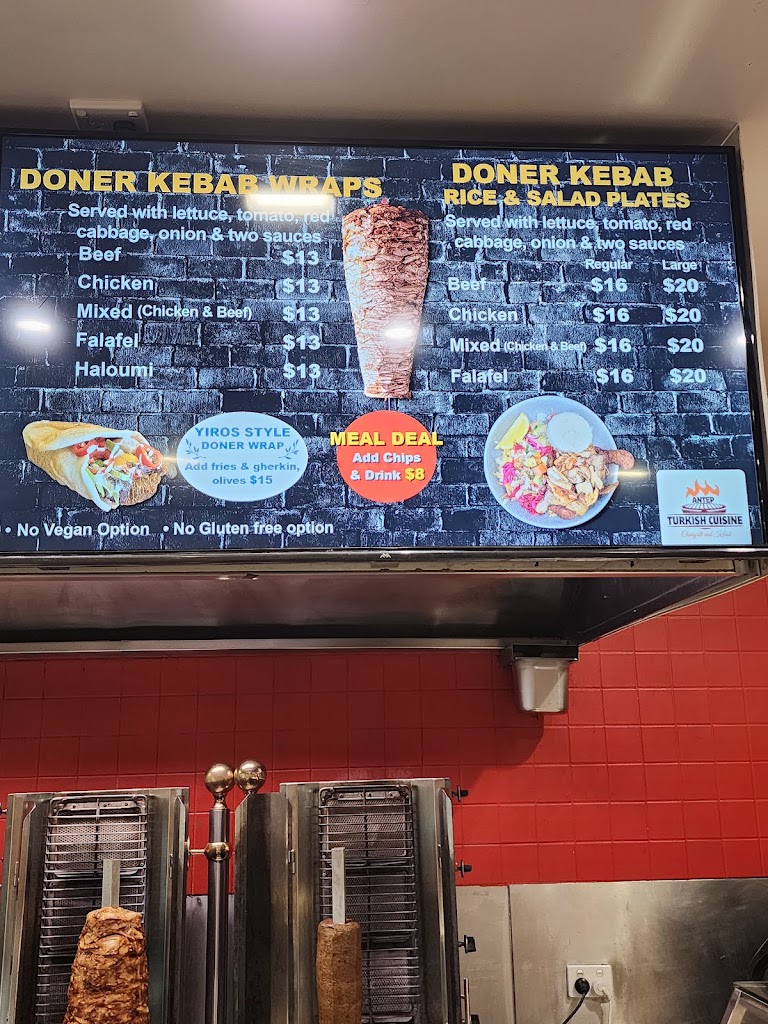 DONER KEBAB WRAPS
Served with lettuce, tomato, red
cabbage, onion & two sauces
Beef $13
Chicken $13
Mixed (Chicken & Beef) $13
Falafel $13
Haloumi $13
DONER KEBAB
RICE & SALAD PLATES
Served with lettuce, tomato, red
cabbage, onion & two sauces
Regular Large
Beef $16 $20
Chicken $16 $20
Mixed (Chicken & Beef) $16 $20
Falafel $16 $20
YIROS STYLE
DONER WRAP
Add fries & gherkin,
olives $15
MEAL DEAL
Add Chips
& Drink $8
• No Vegan Option • No Gluten free option
ANTEP
TURKISH CUISINE